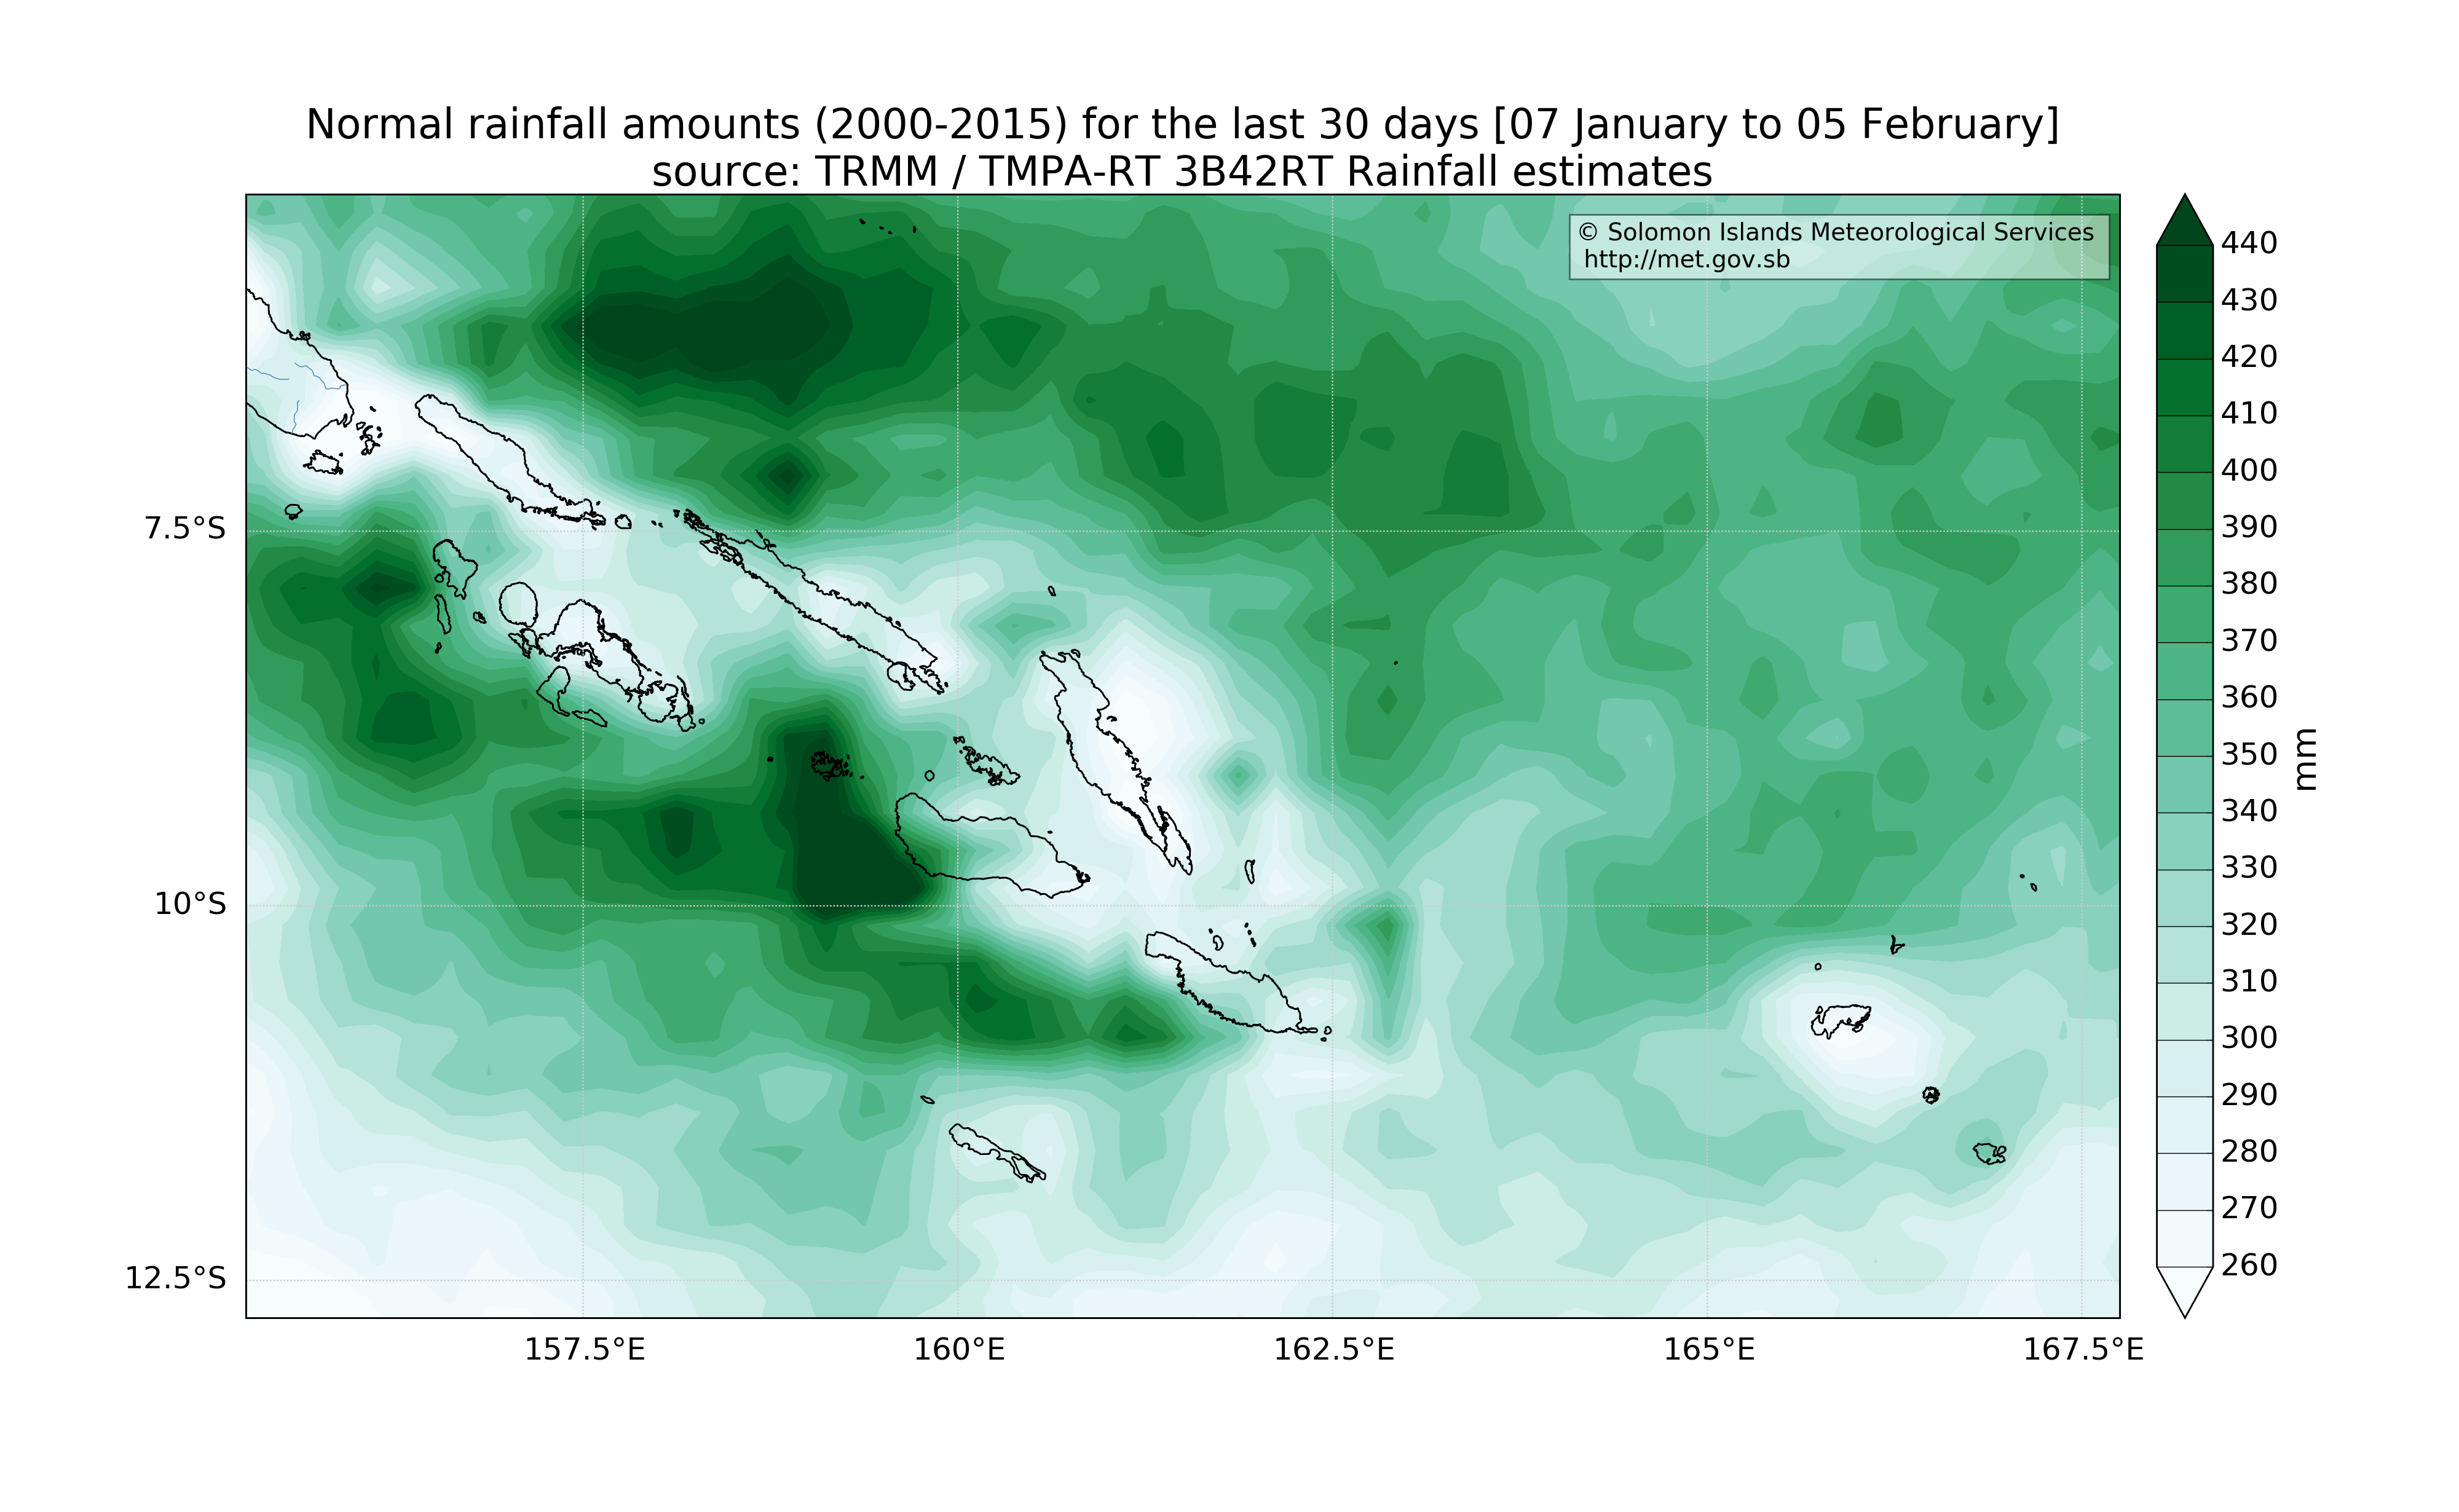 Normal rainfall amounts (2000-2015) for the last 30 days [07 January to 05 February]
source: TRMM / TMPA-RT 3B42RT Rainfall estimates
© Solomon Islands Meteorological Services
http://met.gov.sb
440
430
420
410
400
390
380
370
360
350
340
330
320
310
300
290
280
270
260
mm
7.5°S
10°S
12.5°S
157.5°E
160°E
162.5°E
165°E
167.5°E